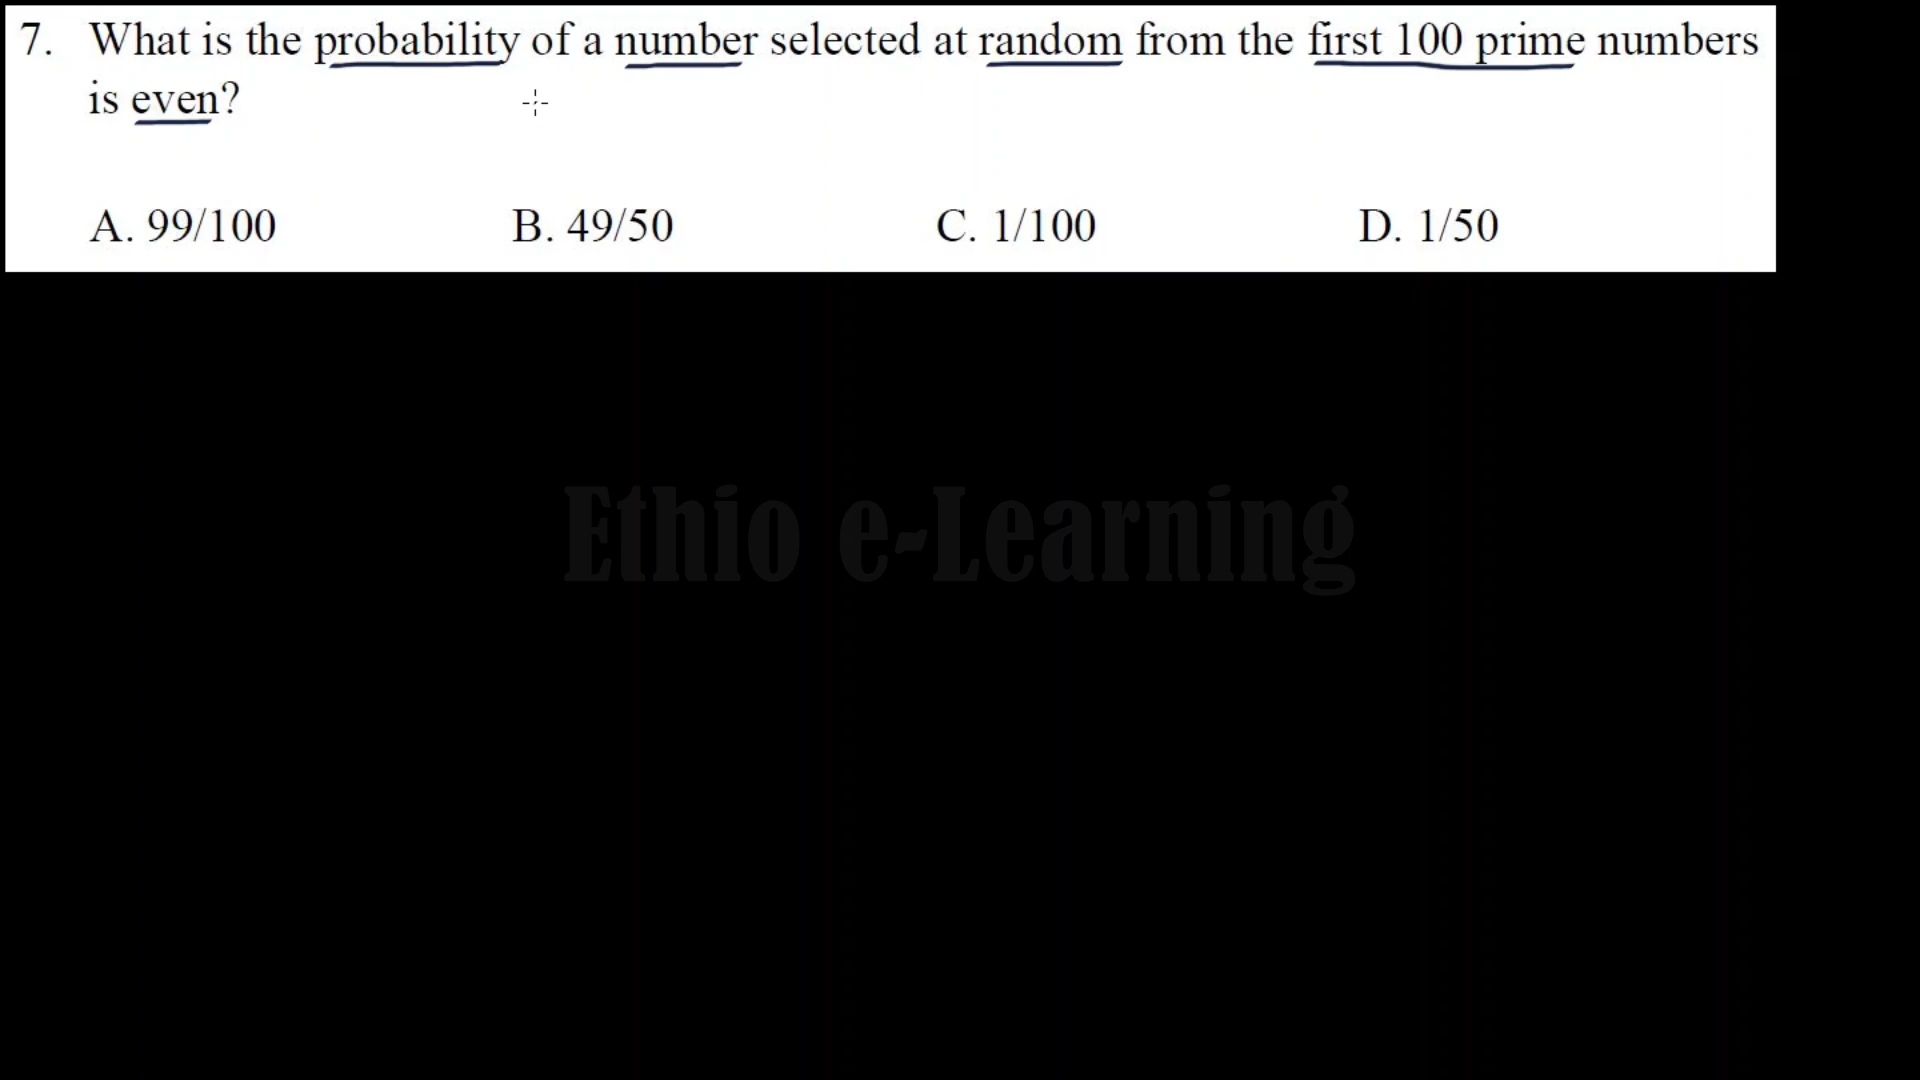 7. What is the probability of a number selected at random from the first 100 prime numbers
is even?
A. 99/100 B. 49/50 C. 1/100 D. 1/50
Ethio e-Learning